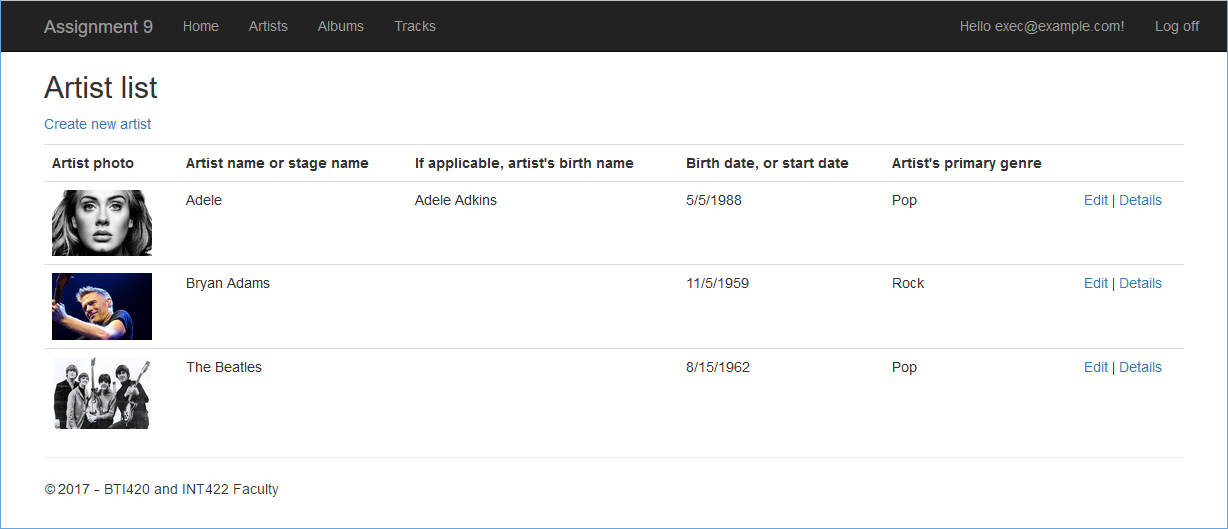 Assignment 9 Home Artists Albums Tracks Hello exec@example.com! Log off
Artist list
Create new artist
Artist photo Artist name or stage name If applicable, artist's birth name Birth date, or start date Artist's primary genre
Adele Adele Adkins 5/5/1988 Pop Edit | Details
Bryan Adams 11/5/1959 Rock Edit | Details
The Beatles 8/15/1962 Pop Edit | Details
© 2017 - BTI420 and INT422 Faculty